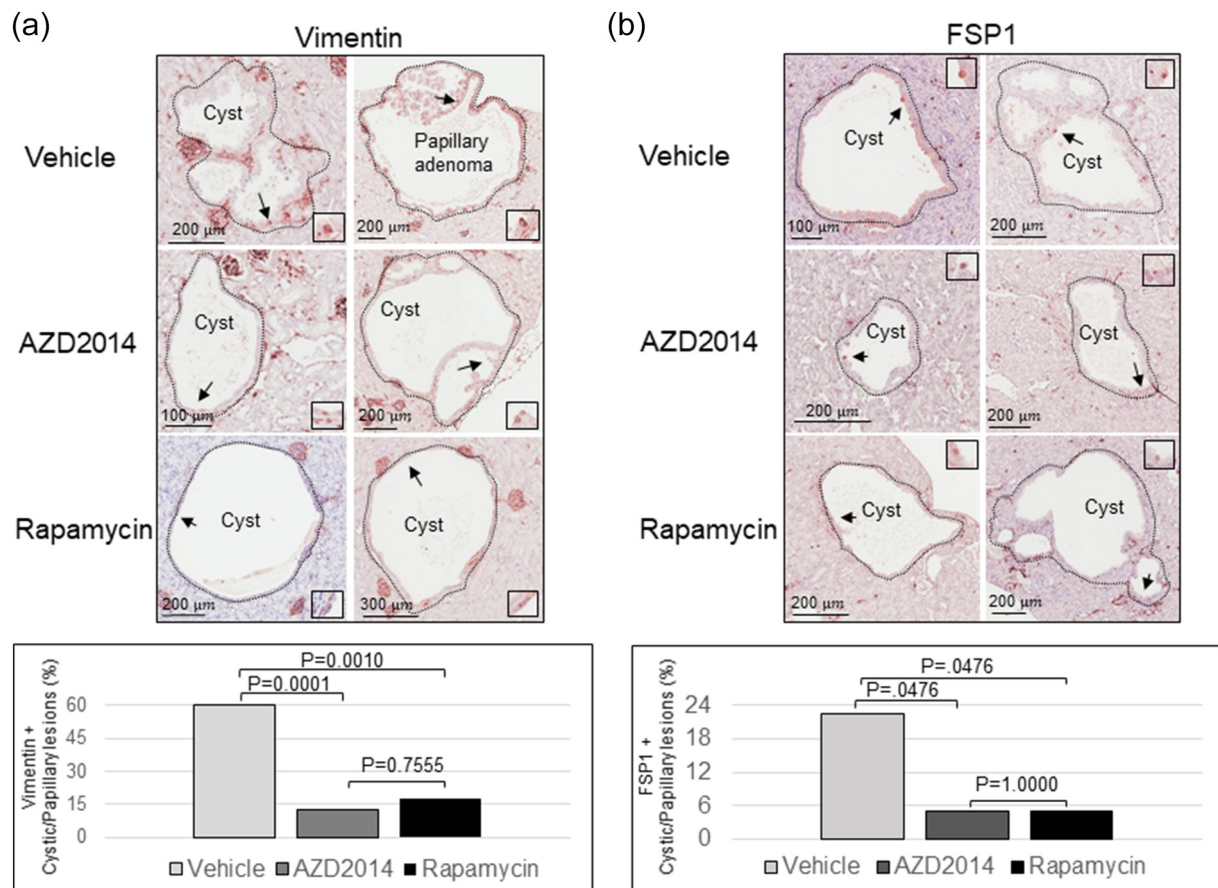 (a)
Vimentin
Vehicle
Cyst
200 μm
Papillary
adenoma
200 μm
AZD2014
Cyst
100 μm
Cyst
200 μm
Rapamycin
Cyst
200 μm
Cyst
300 μm
Vimentin +
Cystic/Papillary lesions (%)
60
45
30
15
0
P=0.0010
P=0.0001
P=0.7555
Vehicle AZD2014 Rapamycin
(b)
FSP1
Vehicle
Cyst
100 μm
Cyst
200 μm
AZD2014
Cyst
200 μm
200 μm
Cyst
Rapamycin
Cyst
200 μm
Cyst
200 μm
FSP1 +
Cystic/Papillary lesions (%)
24
18
12
6
0
P=.0476
P=.0476
P=1.0000
Vehicle AZD2014 Rapamycin